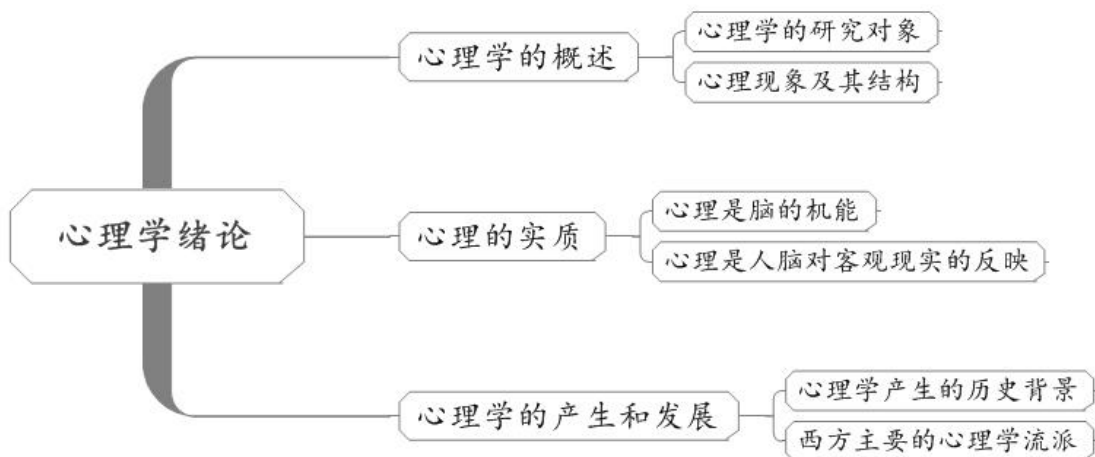 心理学绪论
心理学的概述
心理学的研究对象
心理现象及其结构
心理的实质
心理是脑的机能
心理是人脑对客观现实的反映
心理学的产生和发展
心理学产生的历史背景
西方主要的心理学流派